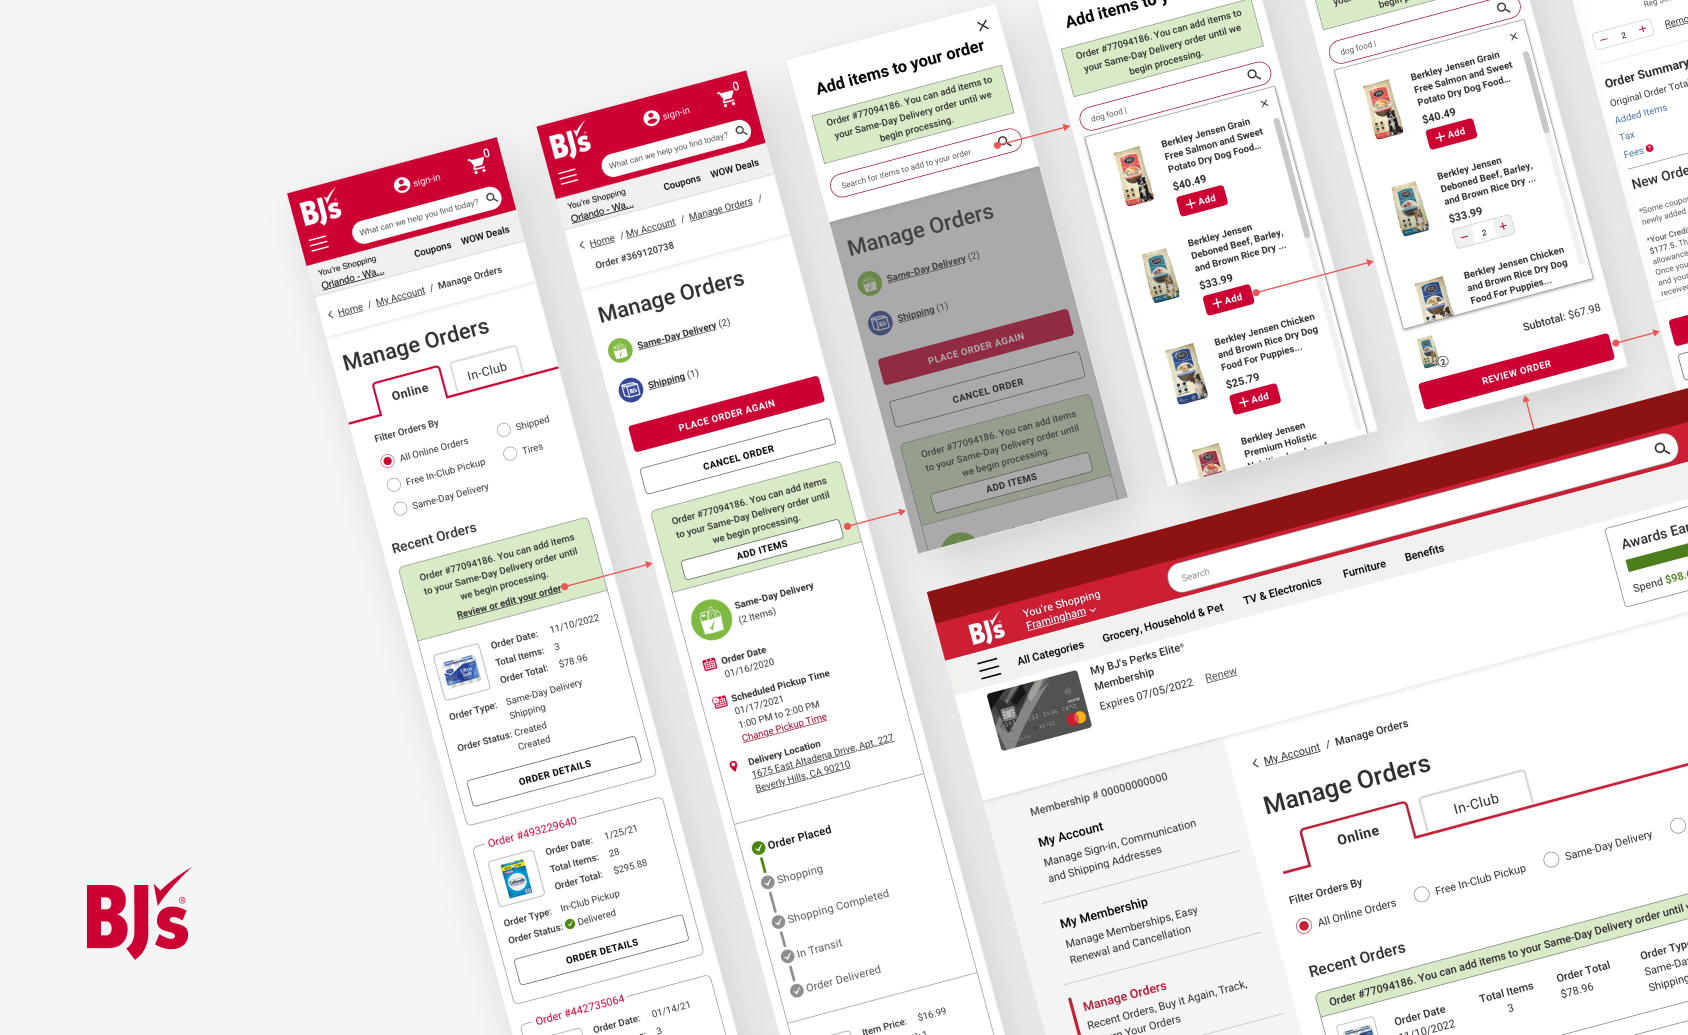 BJ's
sign-in
0
What can we help you find today?
You're Shopping
Orlando - Wa...
Coupons
WOW Deals
Home / My Account / Manage Orders
Manage Orders
Online
In-Club
Filter Orders By
All Online Orders
Shipped
Free In-Club Pickup
Tires
Same-Day Delivery
Recent Orders
Order #77094186. You can add items
to your Same-Day Delivery order until
we begin processing.
Review or edit your order
Order Date: 11/10/2022
Total Items: 3
Order Total: $78.96
Order Type: Same-Day Delivery
Shipping
Order Status: Created
Created
ORDER DETAILS
Order #493229640
Order Date: 1/25/21
Total Items: 28
Order Total: $295.88
Order Type: In-Club Pickup
Order Status: Delivered
ORDER DETAILS
Order #442735064
Order Date: 01/14/21
3
BJ's
sign-in
0
What can we help you find today?
You're Shopping
Orlando - Wa...
Coupons
WOW Deals
Home / My Account / Manage Orders /
Order #369120738
Manage Orders
Same-Day Delivery (2)
Shipping (1)
PLACE ORDER AGAIN
CANCEL ORDER
Order #77094186. You can add items
to your Same-Day Delivery order until
we begin processing.
ADD ITEMS
Same-Day Delivery
(2 Items)
Order Date
01/16/2020
Scheduled Pickup Time
01/17/2021
1:00 PM to 2:00 PM
Change Pickup Time
Delivery Location
1675 East Altadena Drive, Apt. 227
Beverly Hills, CA 90210
Order Placed
Shopping
Shopping Completed
In Transit
Order Delivered
Item Price: $16.99
Add items to your order
Order #77094186. You can add items to
your Same-Day Delivery order until we
begin processing.
Search for items to add to your order
Manage Orders
Same-Day Delivery (2)
Shipping (1)
PLACE ORDER AGAIN
CANCEL ORDER
Order #77094186. You can add items
to your Same-Day Delivery order until
we begin processing.
ADD ITEMS
Add items to y
Order #77094186. You can add items to
your Same-Day Delivery order until we
begin processing.
dog food |
Berkley Jensen Grain
Free Salmon and Sweet
Potato Dry Dog Food...
$40.49
+ Add
Berkley Jensen
Deboned Beef, Barley,
and Brown Rice Dry ...
$33.99
+ Add
Berkley Jensen Chicken
and Brown Rice Dry Dog
Food For Puppies...
$25.79
+ Add
Berkley Jensen
Premium Holistic
your Same-Day Delivery order until we
begin processing.
dog food |
Berkley Jensen Grain
Free Salmon and Sweet
Potato Dry Dog Food...
$40.49
+ Add
Berkley Jensen
Deboned Beef, Barley,
and Brown Rice Dry ...
$33.99
− 2 +
Berkley Jensen Chicken
and Brown Rice Dry Dog
Food For Puppies...
Subtotal: $67.98
2
REVIEW ORDER
− 2 +
Remo
Order Summary
Original Order Tota
Added Items
Tax
Fees
New Orde
*Some coupo
newly added
*Your Credi
$177.5. Th
allowance
Once you
and your
receive
Search
BJ's
You're Shopping
Framingham
All Categories
Grocery, Household & Pet
TV & Electronics
Furniture
Benefits
Awards Ear
Spend $98.
My BJ's Perks Elite®
Membership
Expires 07/05/2022
Renew
Membership # 00000000000
My Account
Manage Sign-in, Communication
and Shipping Addresses
My Membership
Manage Memberships, Easy
Renewal and Cancellation
Manage Orders
Recent Orders, Buy it Again, Track,
rn Your Orders
My Account / Manage Orders
Manage Orders
Online
In-Club
Filter Orders By
All Online Orders
Free In-Club Pickup
Same-Day Delivery
Recent Orders
Order #77094186. You can add items to your Same-Day Delivery order until
Order Date
11/10/2022
Total Items
3
Order Total
$78.96
Order Type
Same-Da
Shipping
BJ's®